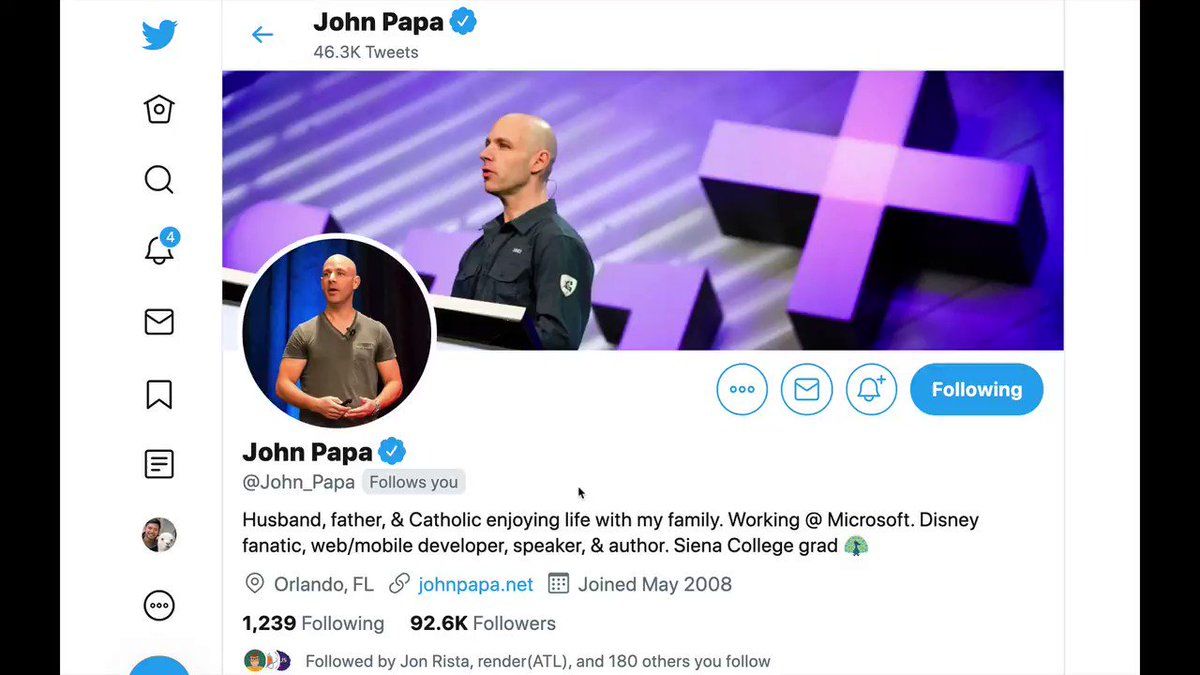 John Papa
46.3K Tweets
4
Following
John Papa
@John_Papa Follows you
Husband, father, & Catholic enjoying life with my family. Working @ Microsoft. Disney
fanatic, web/mobile developer, speaker, & author. Siena College grad 🦚
Orlando, FL johnpapa.net Joined May 2008
1,239 Following 92.6K Followers
Followed by Jon Rista, render(ATL), and 180 others you follow